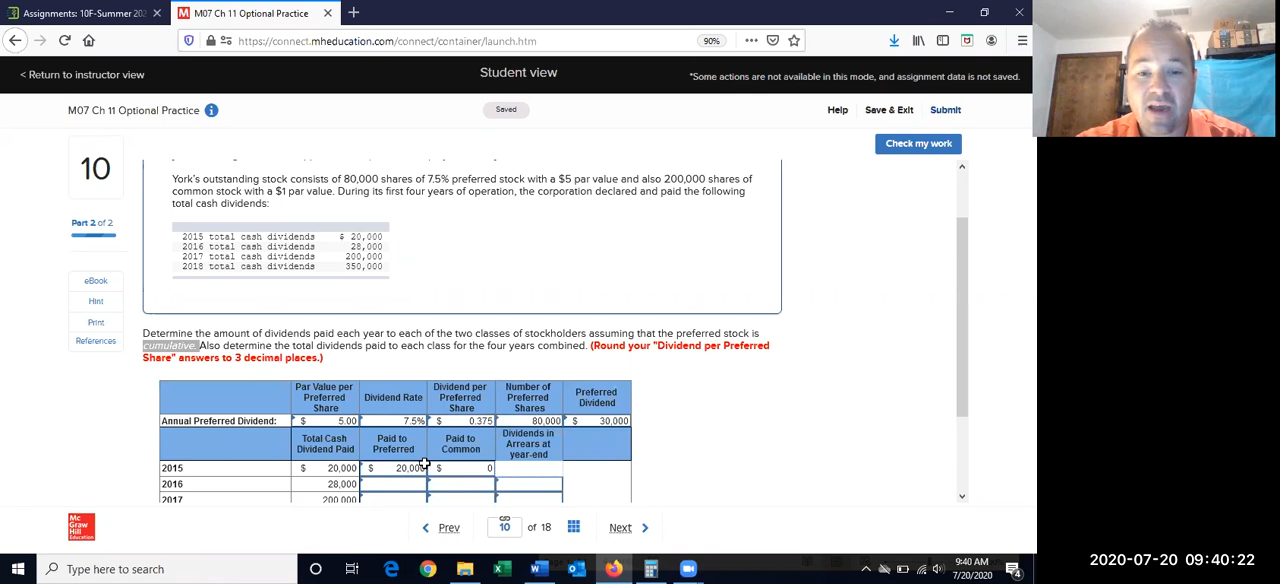 Assignments: 10F-Summer 202
M07 Ch 11 Optional Practice
https://connect.mheducation.com/connect/container/launch.htm
90%
< Return to instructor view
Student view
*Some actions are not available in this mode, and assignment data is not saved.
M07 Ch 11 Optional Practice
Saved
Help
Save & Exit
Submit
Check my work
10
Part 2 of 2
eBook
Hint
Print
References
York's outstanding stock consists of 80,000 shares of 7.5% preferred stock with a $5 par value and also 200,000 shares of
common stock with a $1 par value. During its first four years of operation, the corporation declared and paid the following
total cash dividends:
2015 total cash dividends $ 20,000
2016 total cash dividends 28,000
2017 total cash dividends 200,000
2018 total cash dividends 350,000
Determine the amount of dividends paid each year to each of the two classes of stockholders assuming that the preferred stock is
cumulative. Also determine the total dividends paid to each class for the four years combined. (Round your "Dividend per Preferred
Share" answers to 3 decimal places.)
Par Value per Preferred Share
Dividend Rate
Dividend per Preferred Share
Number of Preferred Shares
Preferred Dividend
Annual Preferred Dividend: $ 5.00 7.5% $ 0.375 80,000 $ 30,000
Total Cash Dividend Paid
Paid to Preferred
Paid to Common
Dividends in Arrears at year-end
2015 $ 20,000 $ 20,000 $ 0
2016 28,000
2017 200,000
Mc
Graw
Hill
Education
Prev
10 of 18
Next
Type here to search
9:40 AM
7/20/2020
4
2020-07-20 09:40:22